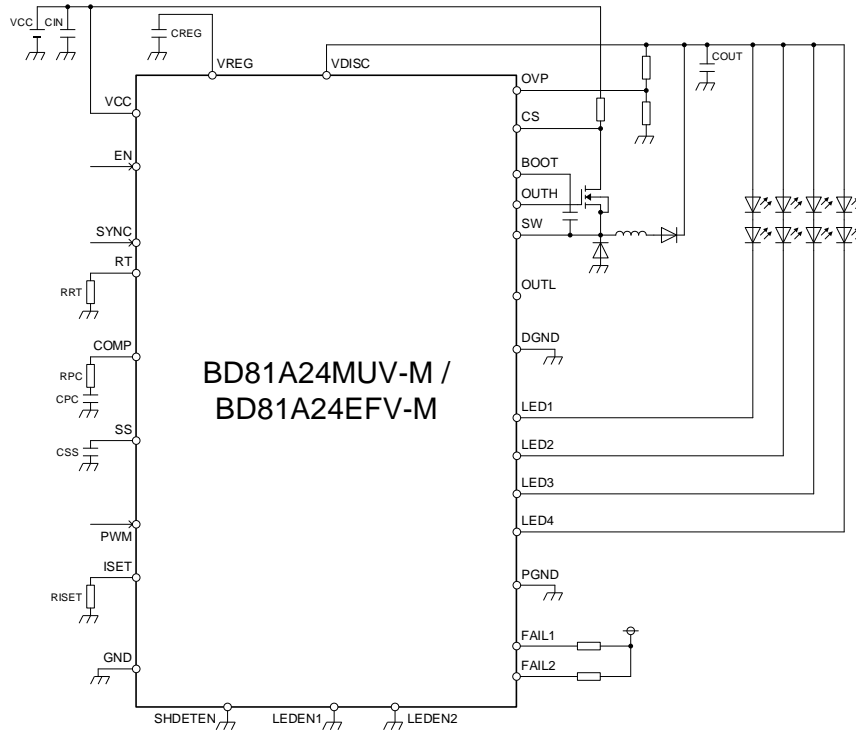 VCC
CIN
CREG
COUT
VREG
VDISC
VCC
OVP
CS
EN
BOOT
OUTH
SYNC
SW
RT
RRT
OUTL
COMP
DGND
RPC
CPC
BD81A24MUV-M /
BD81A24EFV-M
LED1
SS
CSS
LED2
LED3
PWM
LED4
ISET
RISET
PGND
FAIL1
GND
FAIL2
SHDETEN
LEDEN1
LEDEN2